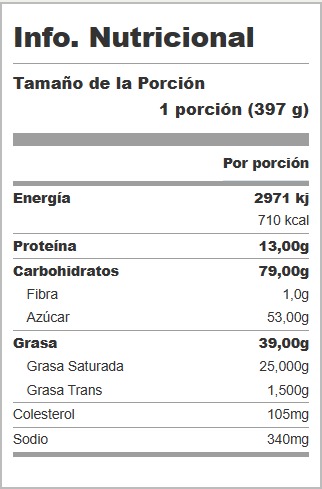 Info. Nutricional
Tamaño de la Porción
1 porción (397 g)
Por porción
Energía 2971 kj
710 kcal
Proteína 13,00g
Carbohidratos 79,00g
Fibra 1,0g
Azúcar 53,00g
Grasa 39,00g
Grasa Saturada 25,000g
Grasa Trans 1,500g
Colesterol 105mg
Sodio 340mg